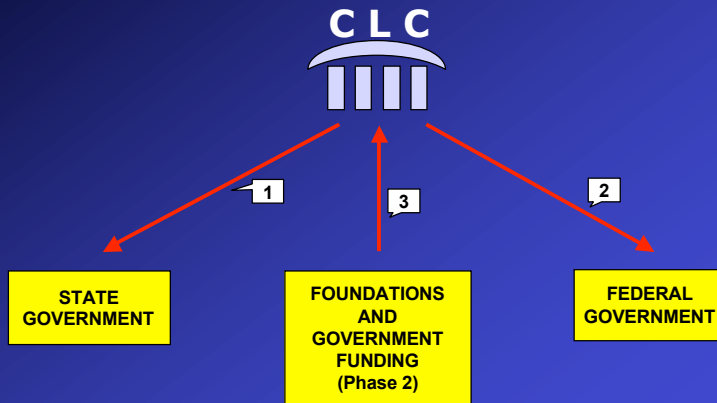 C L C
1
3
2
STATE
GOVERNMENT
FOUNDATIONS
AND
GOVERNMENT
FUNDING
(Phase 2)
FEDERAL
GOVERNMENT